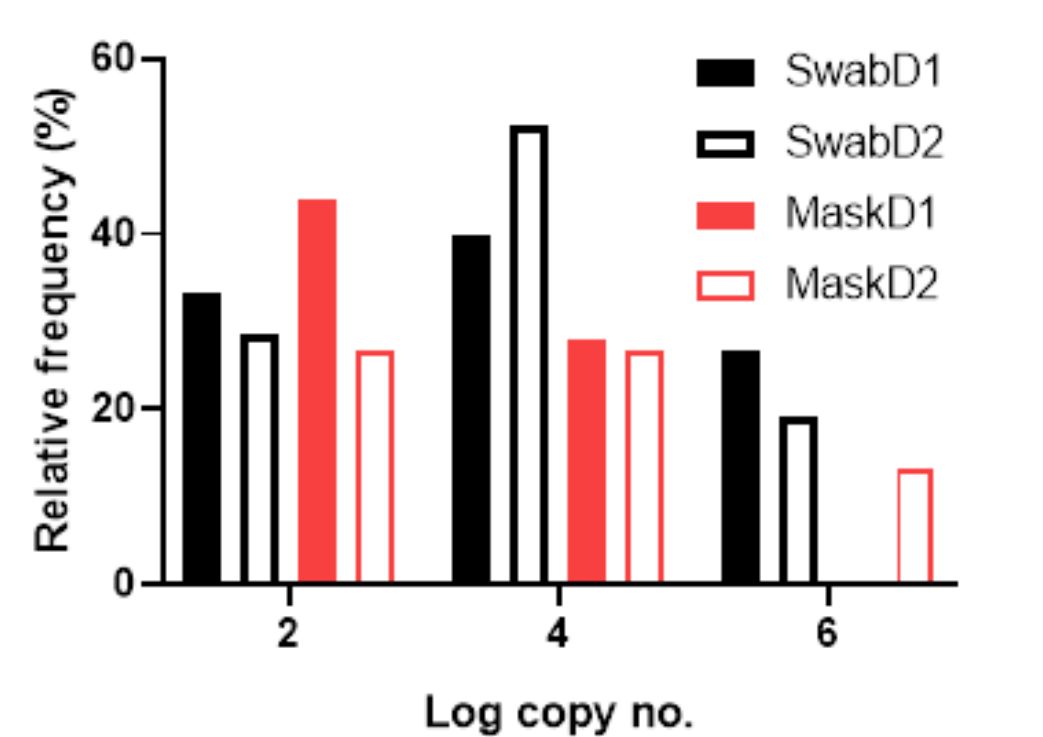 60
40
20
0
Relative frequency (%)
SwabD1
SwabD2
MaskD1
MaskD2
2 4 6
Log copy no.